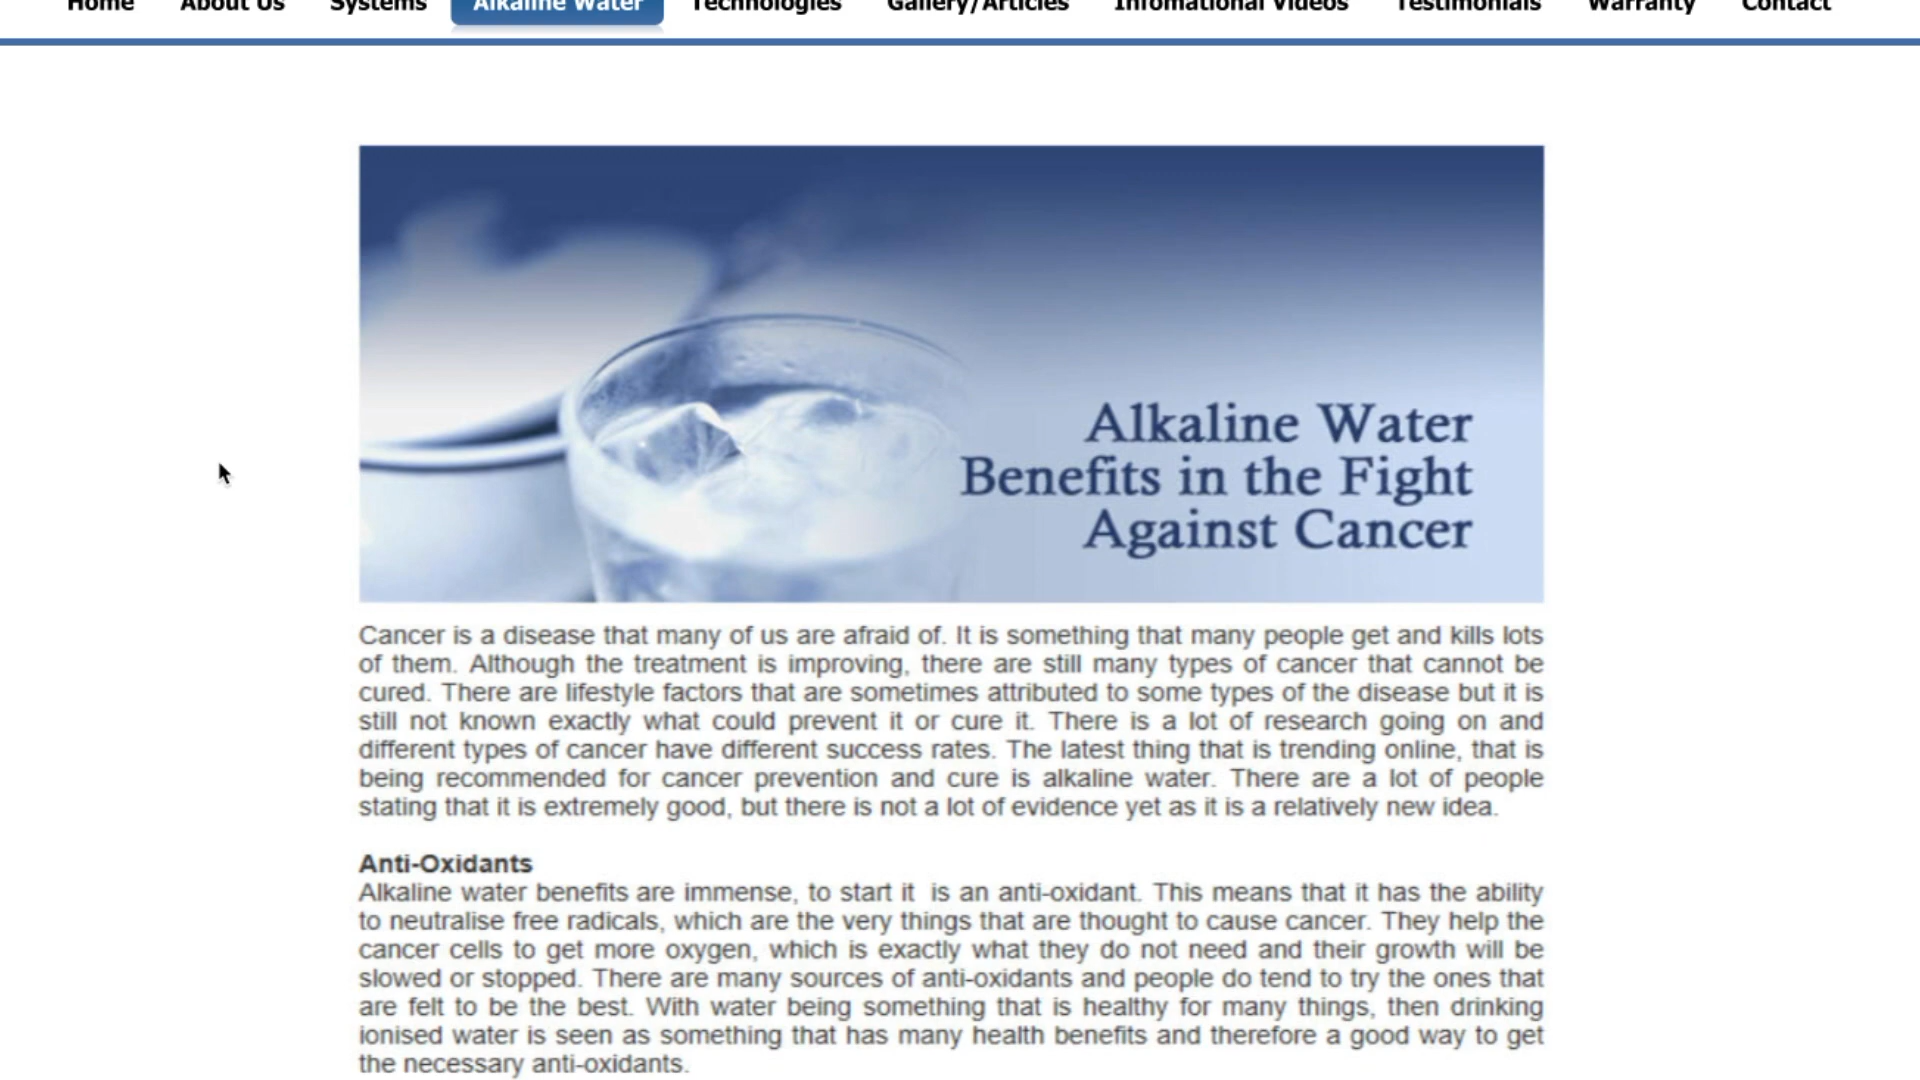 Home About Us Systems Alkaline Water Technologies Gallery/Articles Infomational Videos Testimonials Warranty Contact
Alkaline Water
Benefits in the Fight
Against Cancer
Cancer is a disease that many of us are afraid of. It is something that many people get and kills lots
of them. Although the treatment is improving, there are still many types of cancer that cannot be
cured. There are lifestyle factors that are sometimes attributed to some types of the disease but it is
still not known exactly what could prevent it or cure it. There is a lot of research going on and
different types of cancer have different success rates. The latest thing that is trending online, that is
being recommended for cancer prevention and cure is alkaline water. There are a lot of people
stating that it is extremely good, but there is not a lot of evidence yet as it is a relatively new idea.
Anti-Oxidants
Alkaline water benefits are immense, to start it is an anti-oxidant. This means that it has the ability
to neutralise free radicals, which are the very things that are thought to cause cancer. They help the
cancer cells to get more oxygen, which is exactly what they do not need and their growth will be
slowed or stopped. There are many sources of anti-oxidants and people do tend to try the ones that
are felt to be the best. With water being something that is healthy for many things, then drinking
ionised water is seen as something that has many health benefits and therefore a good way to get
the necessary anti-oxidants.